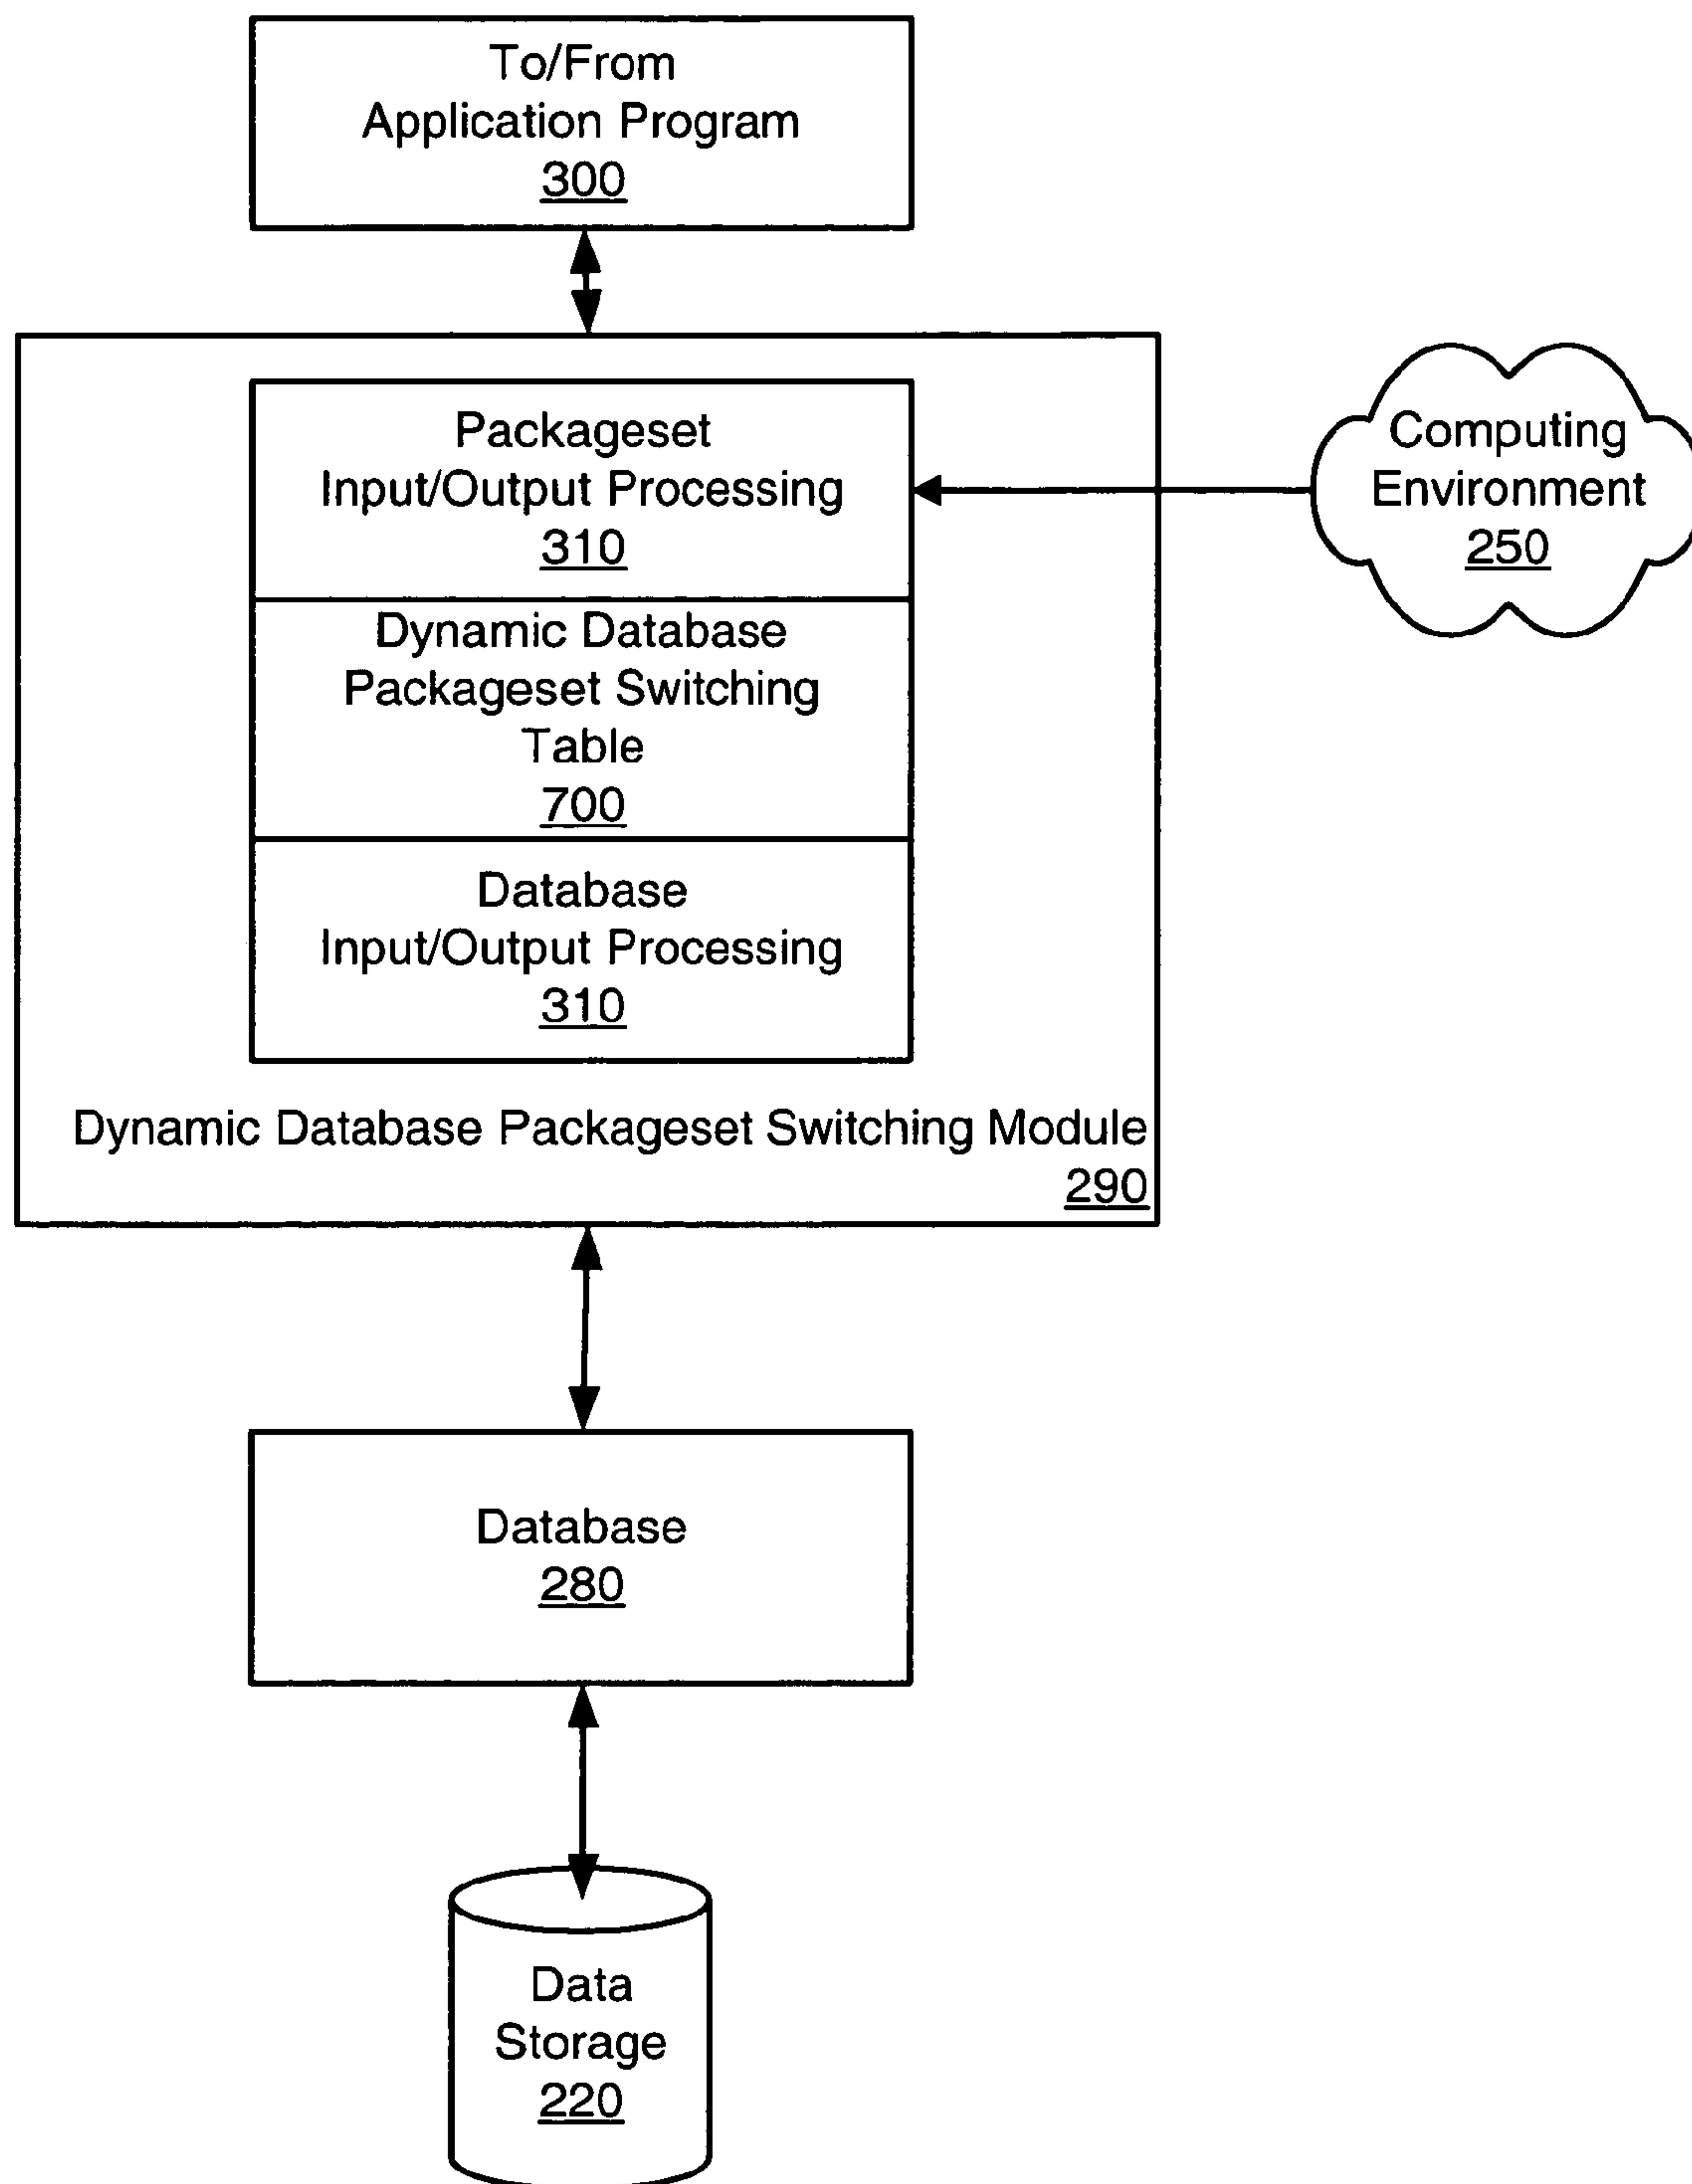 To/From
Application Program
300
Packageset
Input/Output Processing
310
Computing
Environment
250
Dynamic Database
Packageset Switching
Table
700
Database
Input/Output Processing
310
Dynamic Database Packageset Switching Module
290
Database
280
Data
Storage
220